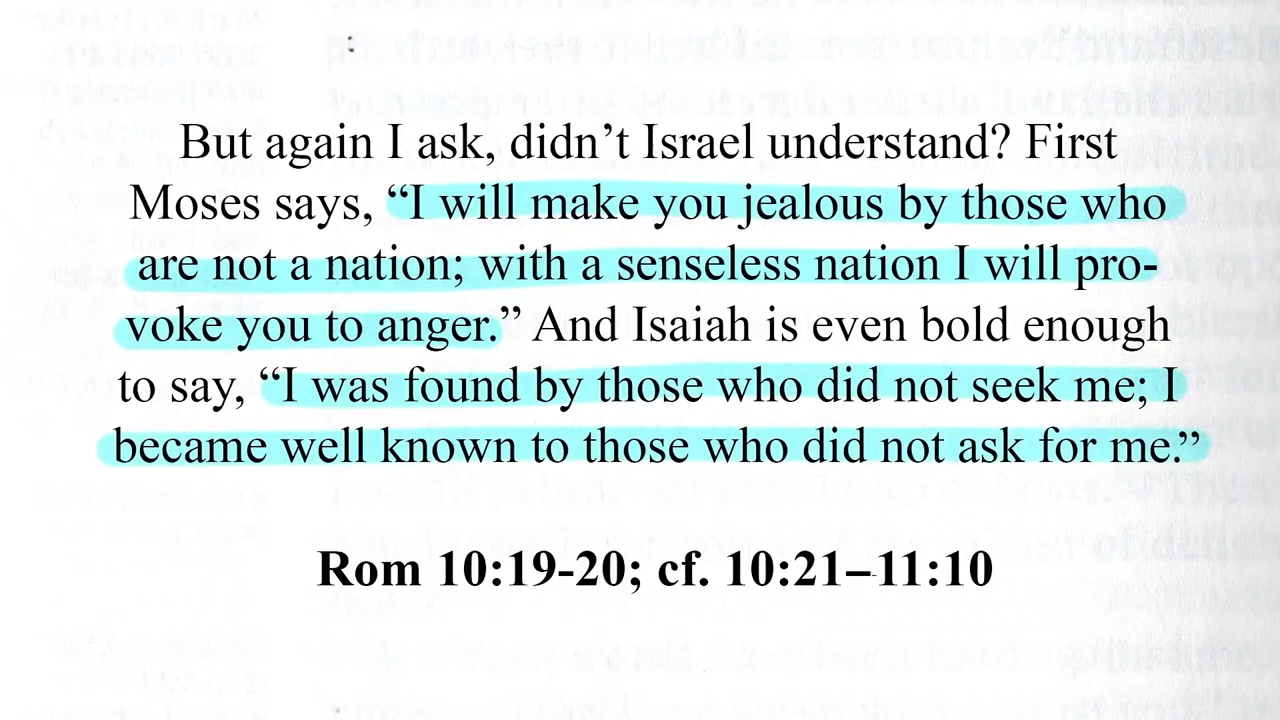 But again I ask, didn’t Israel understand? First
Moses says, “I will make you jealous by those who
are not a nation; with a senseless nation I will pro-
voke you to anger.” And Isaiah is even bold enough
to say, “I was found by those who did not seek me; I
became well known to those who did not ask for me.”
Rom 10:19-20; cf. 10:21–11:10